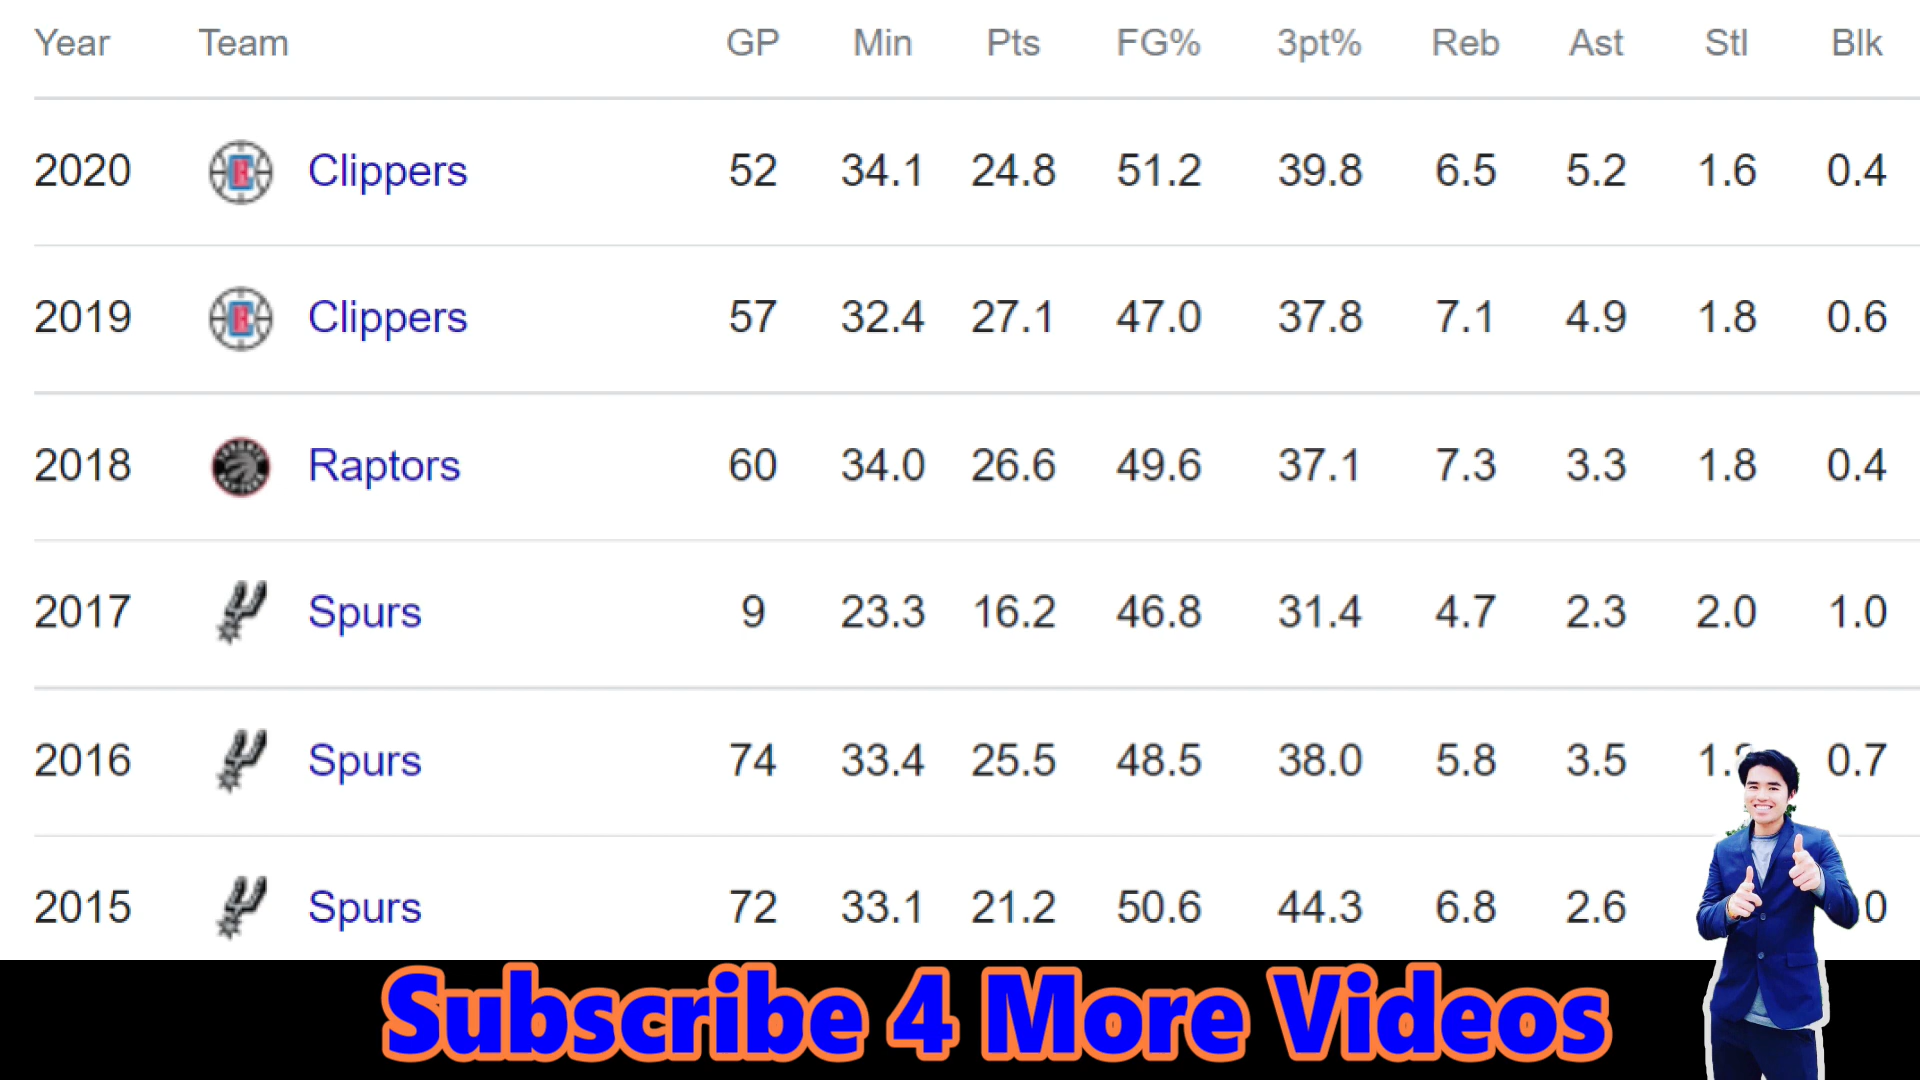 Year Team GP Min Pts FG% 3pt% Reb Ast Stl Blk
2020 Clippers 52 34.1 24.8 51.2 39.8 6.5 5.2 1.6 0.4
2019 Clippers 57 32.4 27.1 47.0 37.8 7.1 4.9 1.8 0.6
2018 Raptors 60 34.0 26.6 49.6 37.1 7.3 3.3 1.8 0.4
2017 Spurs 9 23.3 16.2 46.8 31.4 4.7 2.3 2.0 1.0
2016 Spurs 74 33.4 25.5 48.5 38.0 5.8 3.5 0.7
2015 Spurs 72 33.1 21.2 50.6 44.3 6.8 2.6
Subscribe 4 More Videos